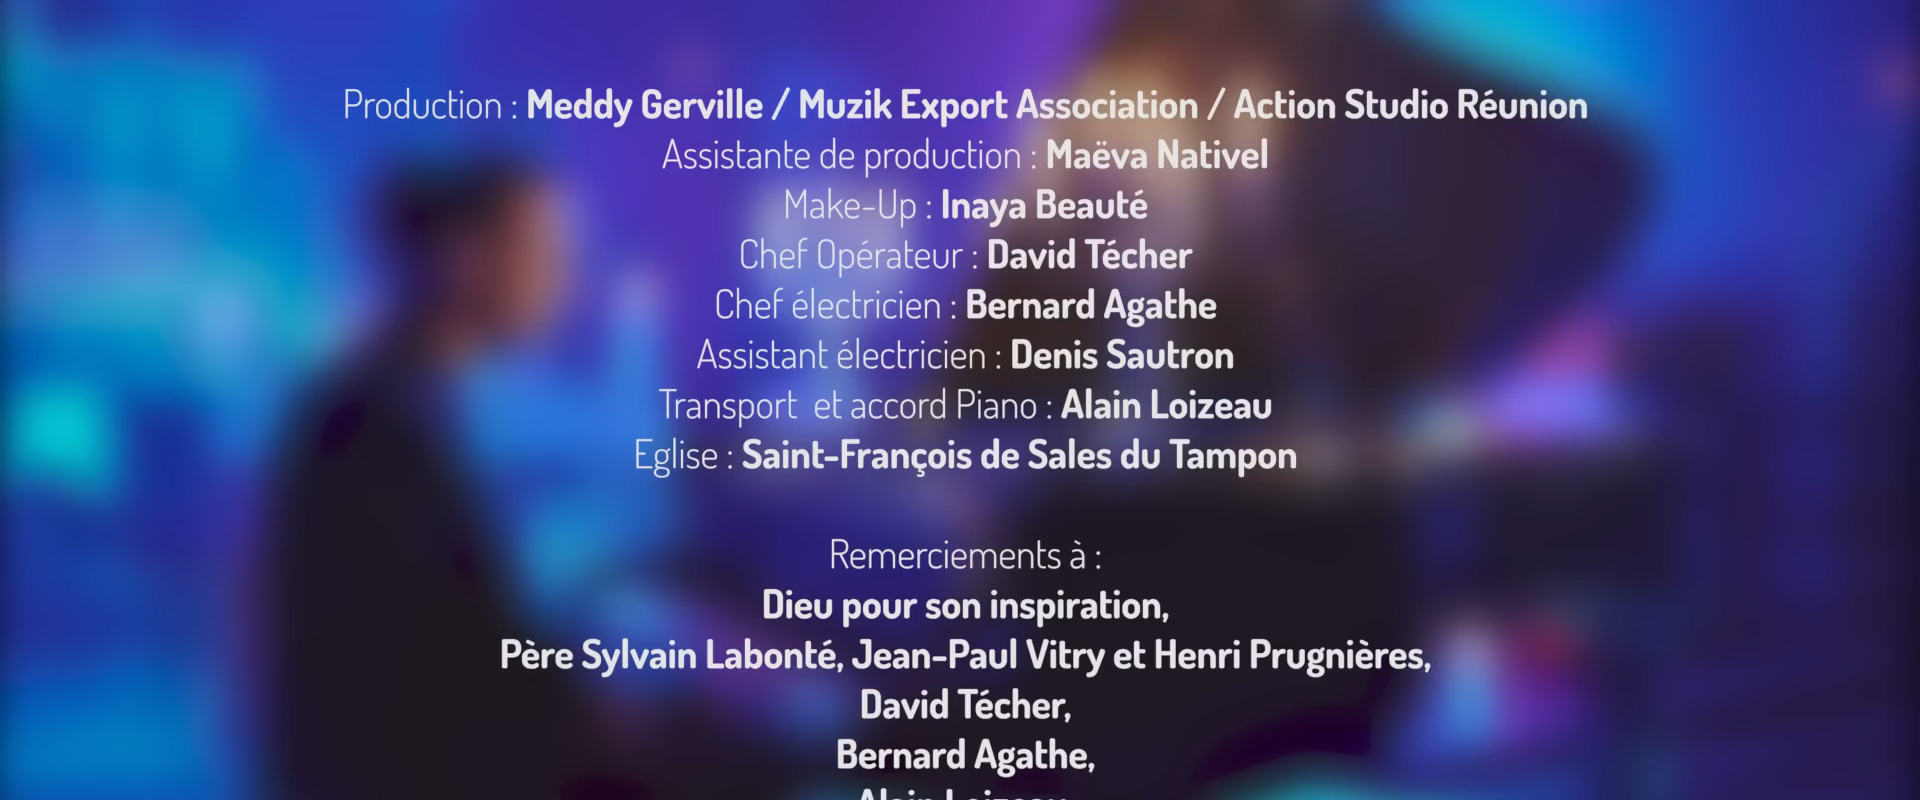 Production : Meddy Gerville / Muzik Export Association / Action Studio Réunion
Assistante de production : Maëva Nativel
Make-Up : Inaya Beauté
Chef Opérateur : David Técher
Chef électricien : Bernard Agathe
Assistant électricien : Denis Sautron
Transport  et accord Piano : Alain Loizeau
Eglise : Saint-François de Sales du Tampon
Remerciements à :
Dieu pour son inspiration,
Père Sylvain Labonté, Jean-Paul Vitry et Henri Prugnières,
David Técher,
Bernard Agathe,
Alain Loizeau